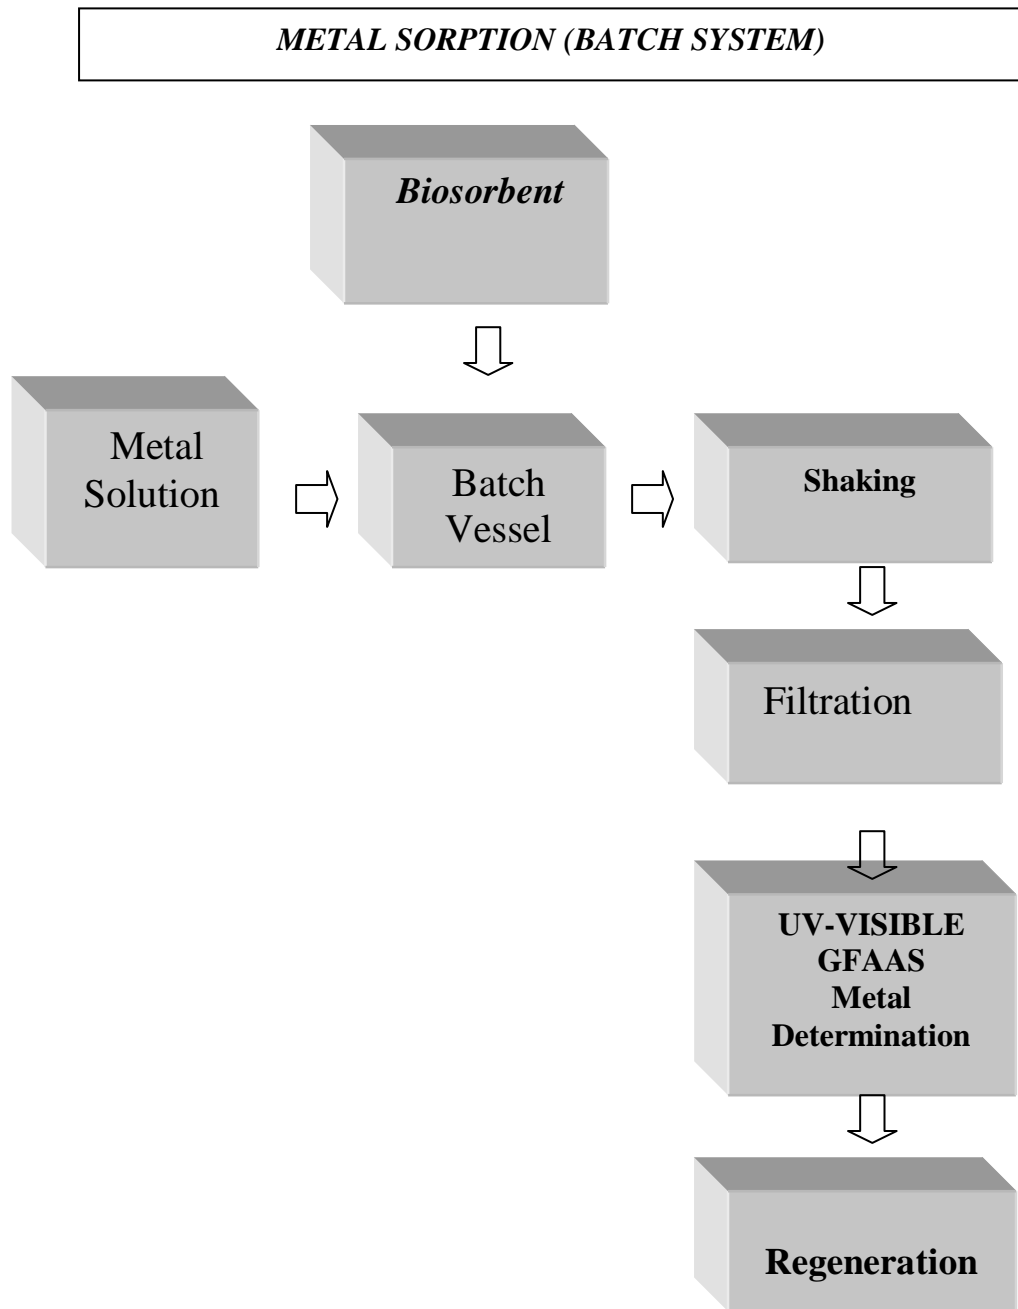 METAL SORPTION (BATCH SYSTEM)
Biosorbent
Metal
Solution
Batch
Vessel
Shaking
Filtration
UV-VISIBLE
GFAAS
Metal
Determination
Regeneration